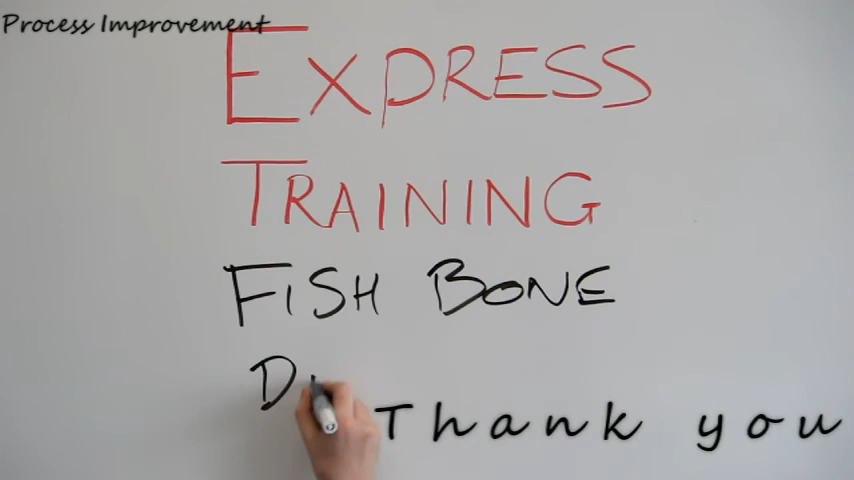 Process Improvement
EXPRESS
TRAINING
FISH BONE
D
Thank you